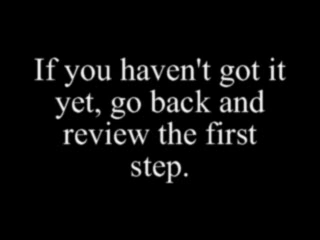 If you haven't got it
yet, go back and
review the first
step.